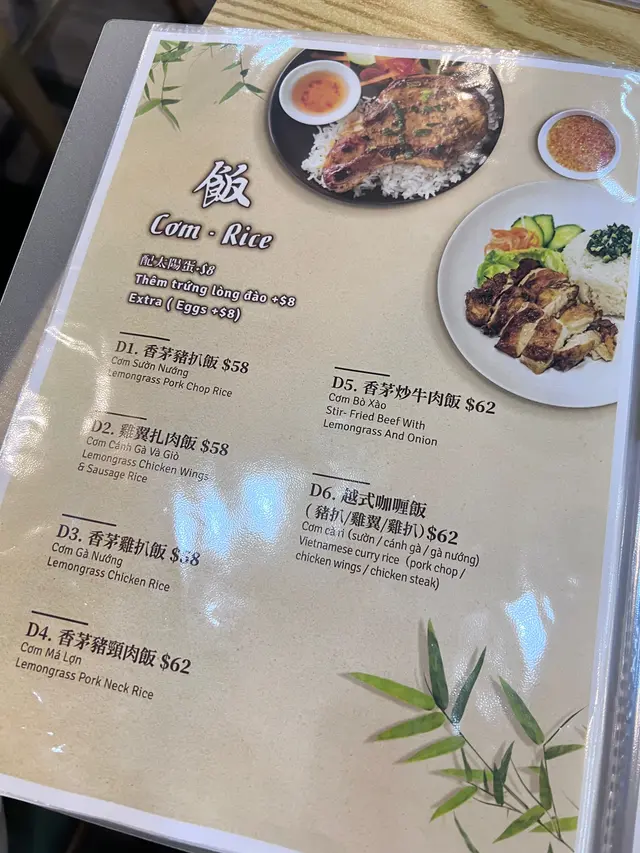 飯
Cơm · Rice
配太陽蛋+$8
Thêm trứng lòng đào +$8
Extra ( Eggs +$8)
D1. 香茅豬扒飯 $58
Cơm Sườn Nướng
Lemongrass Pork Chop Rice
D2. 雞翼扎肉飯 $58
Cơm Cánh Gà Và Giò
Lemongrass Chicken Wings
& Sausage Rice
D3. 香茅雞扒飯 $58
Cơm Gà Nướng
Lemongrass Chicken Rice
D4. 香茅豬頸肉飯 $62
Cơm Má Lợn
Lemongrass Pork Neck Rice
D5. 香茅炒牛肉飯 $62
Cơm Bò Xào
Stir- Fried Beef With
Lemongrass And Onion
D6. 越式咖喱飯
( 豬扒/雞翼/雞扒) $62
Cơm cà ri (sườn / cánh gà / gà nướng)
Vietnamese curry rice (pork chop /
chicken wings / chicken steak)